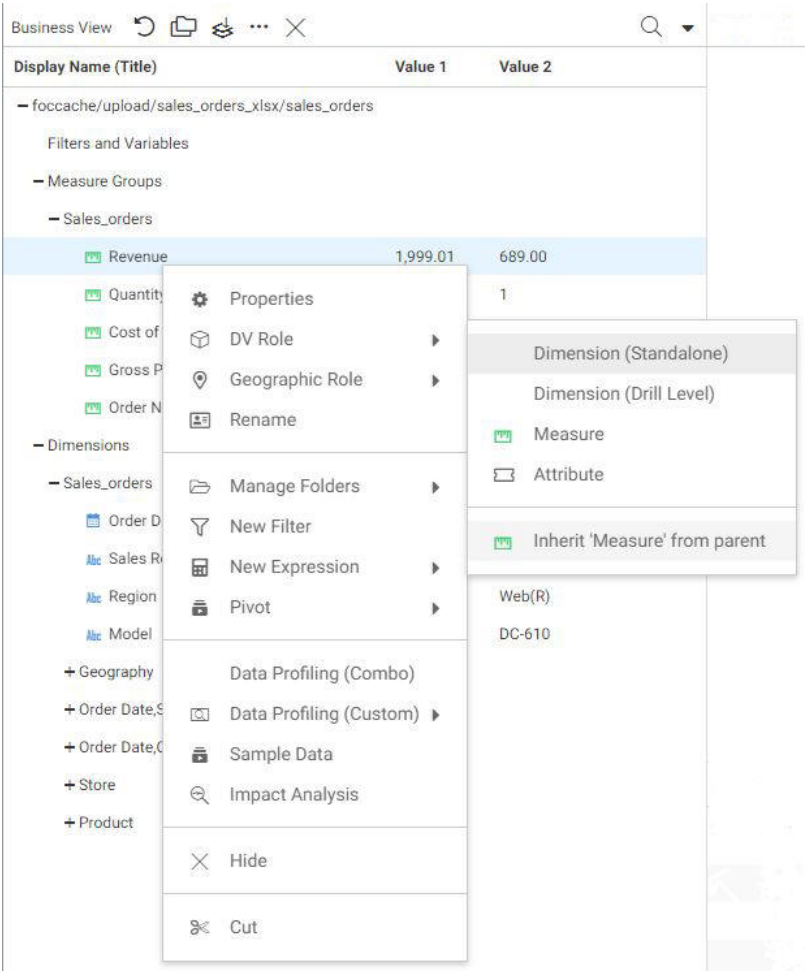 Business View
Display Name (Title) Value 1 Value 2
foccache/upload/sales_orders_xlsx/sales_orders
Filters and Variables
Measure Groups
Sales_orders
Revenue 1,999.01 689.00
Quantity 1
Cost of
Gross P
Order N
Dimensions
Sales_orders
Order D
Abc Sales R
Abc Region Web(R)
Abc Model DC-610
Geography
Order Date,S
Order Date,Q
Store
Product
Properties
DV Role
Geographic Role
Rename
Manage Folders
New Filter
New Expression
Pivot
Data Profiling (Combo)
Data Profiling (Custom)
Sample Data
Impact Analysis
Hide
Cut
Dimension (Standalone)
Dimension (Drill Level)
Measure
Attribute
Inherit 'Measure' from parent